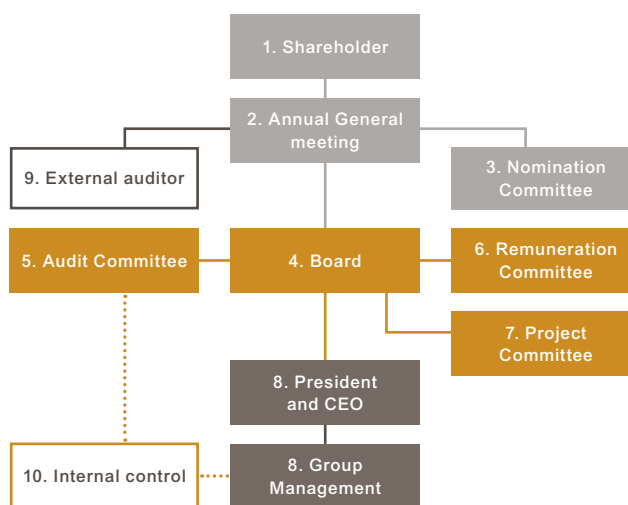 1. Shareholder
2. Annual General
meeting
9. External auditor
3. Nomination
Committee
5. Audit Committee
4. Board
6. Remuneration
Committee
7. Project
Committee
8. President
and CEO
10. Internal control
8. Group
Management